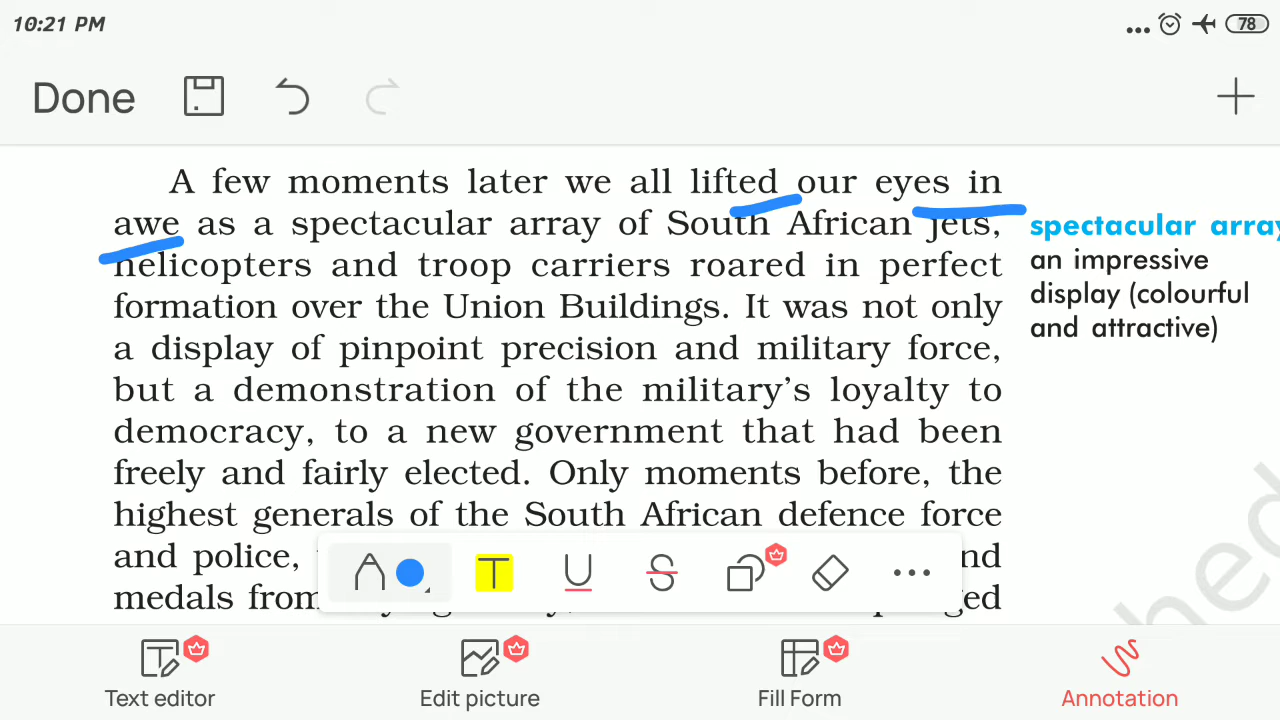 10:21 PM
78
Done
A few moments later we all lifted our eyes in
awe as a spectacular array of South African jets,
helicopters and troop carriers roared in perfect
formation over the Union Buildings. It was not only
a display of pinpoint precision and military force,
but a demonstration of the military's loyalty to
democracy, to a new government that had been
freely and fairly elected. Only moments before, the
highest generals of the South African defence force
and police,
medals from
spectacular array
an impressive
display (colourful
and attractive)
T
U
S
Text editor
Edit picture
Fill Form
Annotation